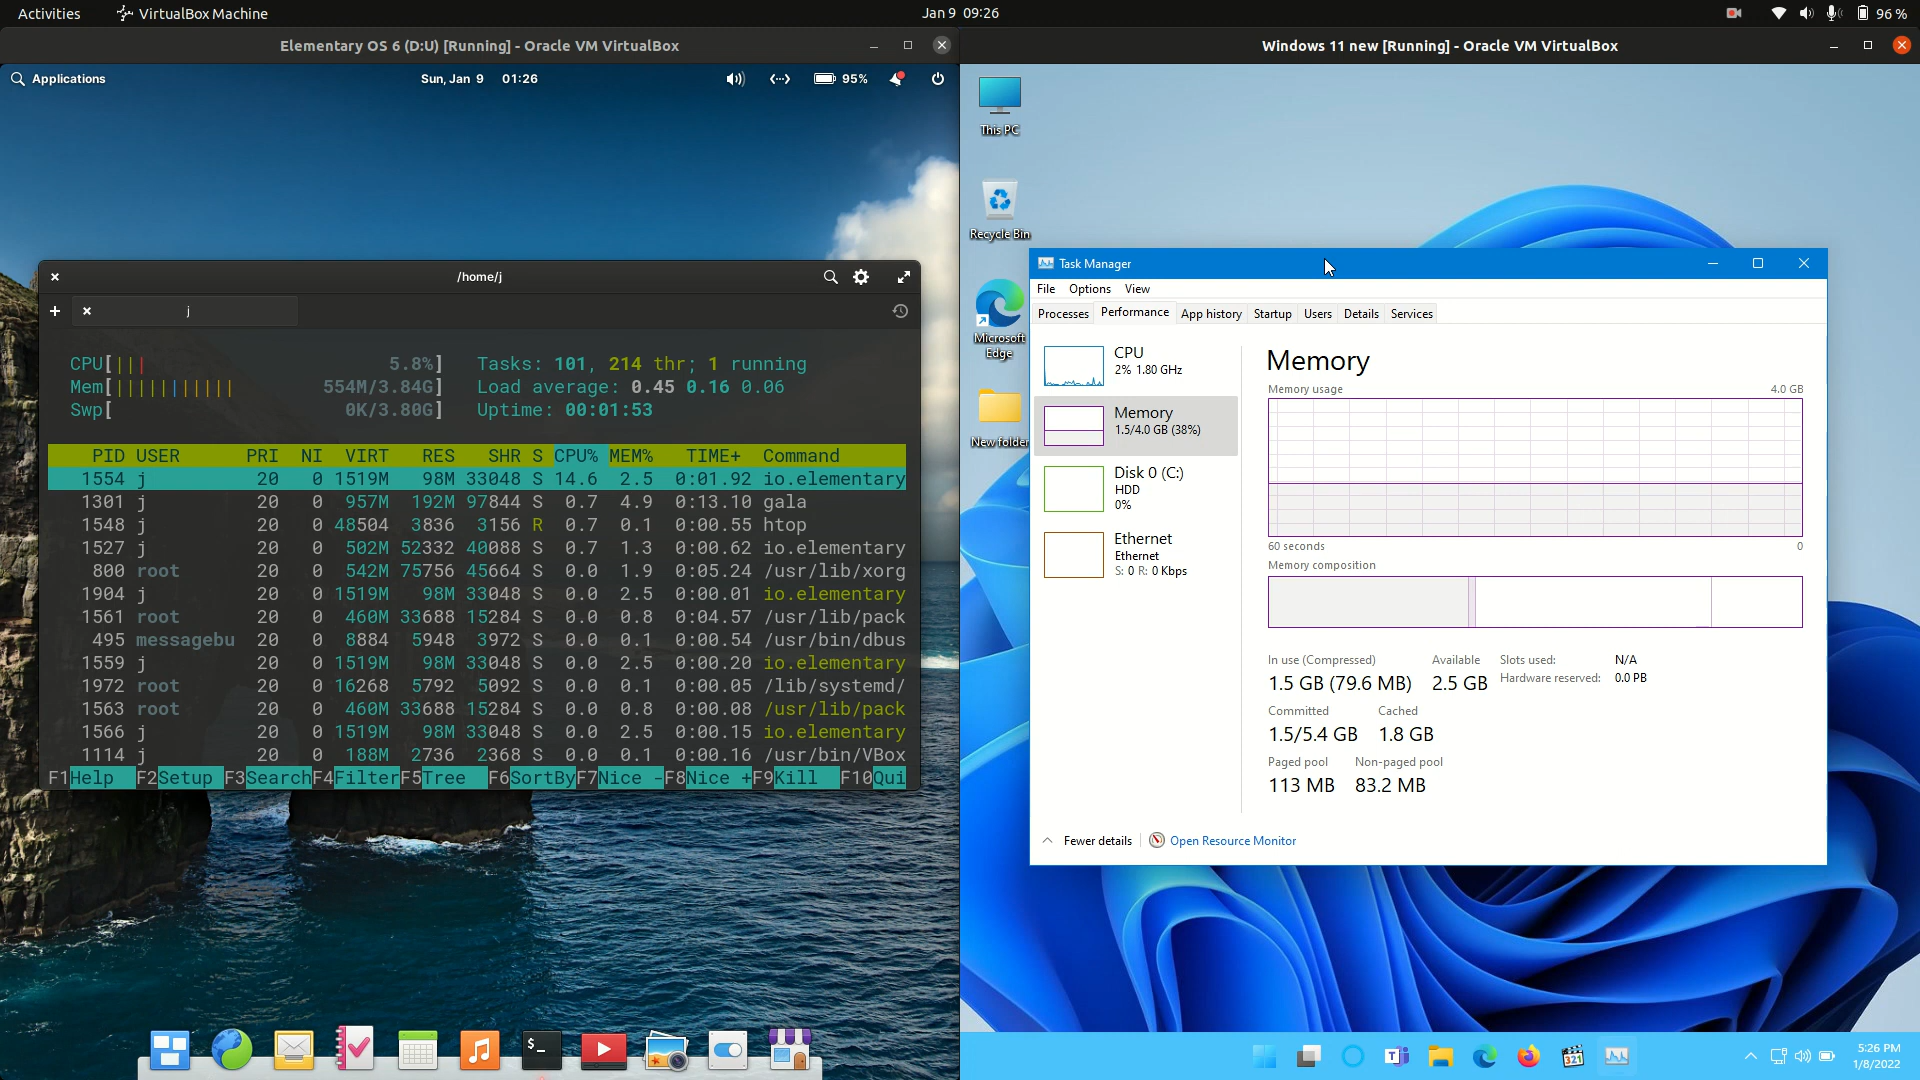 Activities VirtualBox Machine Jan 9 09:26 96 %
Elementary OS 6 (D:U) [Running] - Oracle VM VirtualBox
Applications Sun, Jan 9 01:26 95%
/home/j
j
CPU[||| 5.8%] Tasks: 101, 214 thr; 1 running
Mem[||||||||||| 554M/3.84G] Load average: 0.45 0.16 0.06
Swp[ 0K/3.80G] Uptime: 00:01:53
PID USER PRI NI VIRT RES SHR S CPU% MEM% TIME+ Command
1554 j 20 0 1519M 98M 33048 S 14.6 2.5 0:01.92 io.elementary
1301 j 20 0 957M 192M 97844 S 0.7 4.9 0:13.10 gala
1548 j 20 0 48504 3836 3156 R 0.7 0.1 0:00.55 htop
1527 j 20 0 502M 52332 40088 S 0.7 1.3 0:00.62 io.elementary
800 root 20 0 542M 75756 45664 S 0.0 1.9 0:05.24 /usr/lib/xorg
1904 j 20 0 1519M 98M 33048 S 0.0 2.5 0:00.01 io.elementary
1561 root 20 0 460M 33688 15284 S 0.0 0.8 0:04.57 /usr/lib/pack
495 messagebu 20 0 8884 5948 3972 S 0.0 0.1 0:00.54 /usr/bin/dbus
1559 j 20 0 1519M 98M 33048 S 0.0 2.5 0:00.20 io.elementary
1972 root 20 0 16268 5792 5092 S 0.0 0.1 0:00.05 /lib/systemd/
1563 root 20 0 460M 33688 15284 S 0.0 0.8 0:00.08 /usr/lib/pack
1566 j 20 0 1519M 98M 33048 S 0.0 2.5 0:00.15 io.elementary
1114 j 20 0 188M 2736 2368 S 0.0 0.1 0:00.16 /usr/bin/VBox
F1Help F2Setup F3SearchF4FilterF5Tree F6SortByF7Nice -F8Nice +F9Kill F10Qui
Windows 11 new [Running] - Oracle VM VirtualBox
This PC
Recycle Bin
Microsoft
Edge
New folder
Task Manager
File Options View
Processes Performance App history Startup Users Details Services
CPU
2% 1.80 GHz
Memory
1.5/4.0 GB (38%)
Disk 0 (C:)
HDD
0%
Ethernet
Ethernet
S: 0 R: 0 Kbps
Memory
Memory usage 4.0 GB
60 seconds 0
Memory composition
In use (Compressed) Available Slots used: N/A
1.5 GB (79.6 MB) 2.5 GB Hardware reserved: 0.0 PB
Committed Cached
1.5/5.4 GB 1.8 GB
Paged pool Non-paged pool
113 MB 83.2 MB
Fewer details Open Resource Monitor
321
5:26 PM
1/8/2022